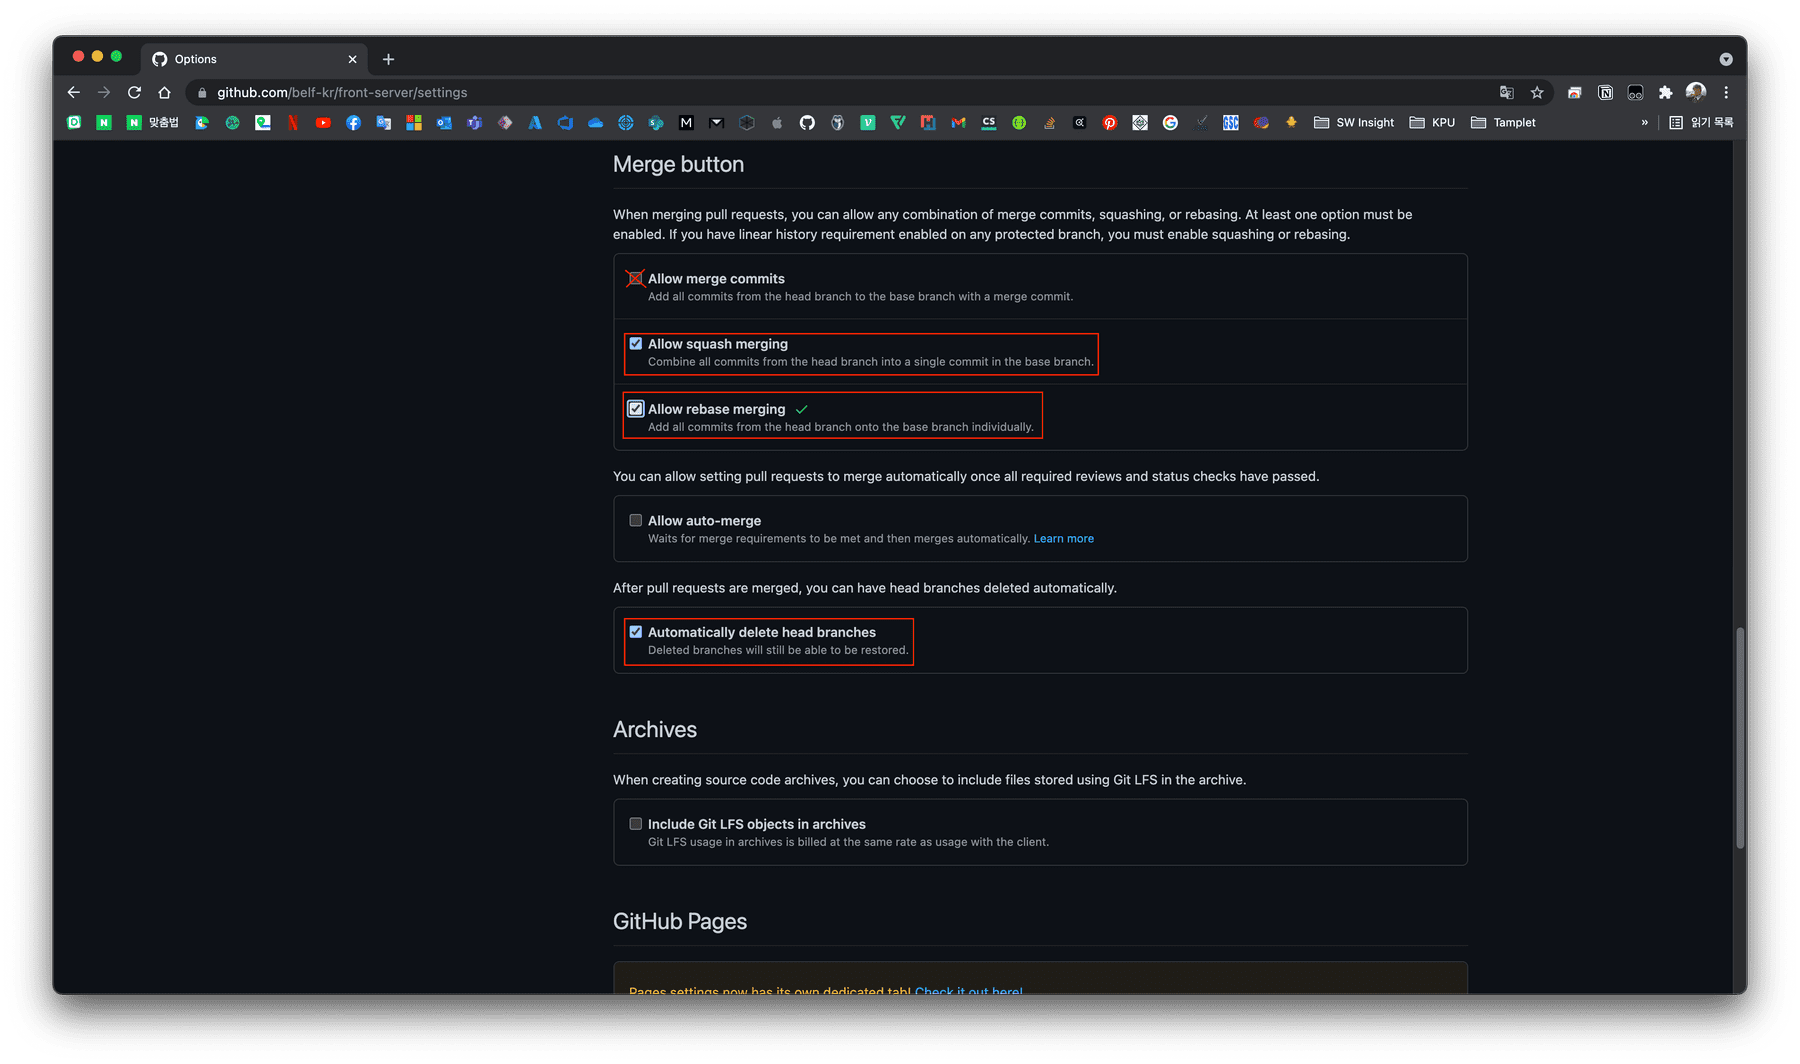 Options
github.com/belf-kr/front-server/settings
맞춤법
SW Insight
KPU
Tamplet
»
읽기 목록
Merge button
When merging pull requests, you can allow any combination of merge commits, squashing, or rebasing. At least one option must be
enabled. If you have linear history requirement enabled on any protected branch, you must enable squashing or rebasing.
Allow merge commits
Add all commits from the head branch to the base branch with a merge commit.
Allow squash merging
Combine all commits from the head branch into a single commit in the base branch.
Allow rebase merging
Add all commits from the head branch onto the base branch individually.
You can allow setting pull requests to merge automatically once all required reviews and status checks have passed.
Allow auto-merge
Waits for merge requirements to be met and then merges automatically. Learn more
After pull requests are merged, you can have head branches deleted automatically.
Automatically delete head branches
Deleted branches will still be able to be restored.
Archives
When creating source code archives, you can choose to include files stored using Git LFS in the archive.
Include Git LFS objects in archives
Git LFS usage in archives is billed at the same rate as usage with the client.
GitHub Pages
Pages settings now has its own dedicated tab! Check it out here!